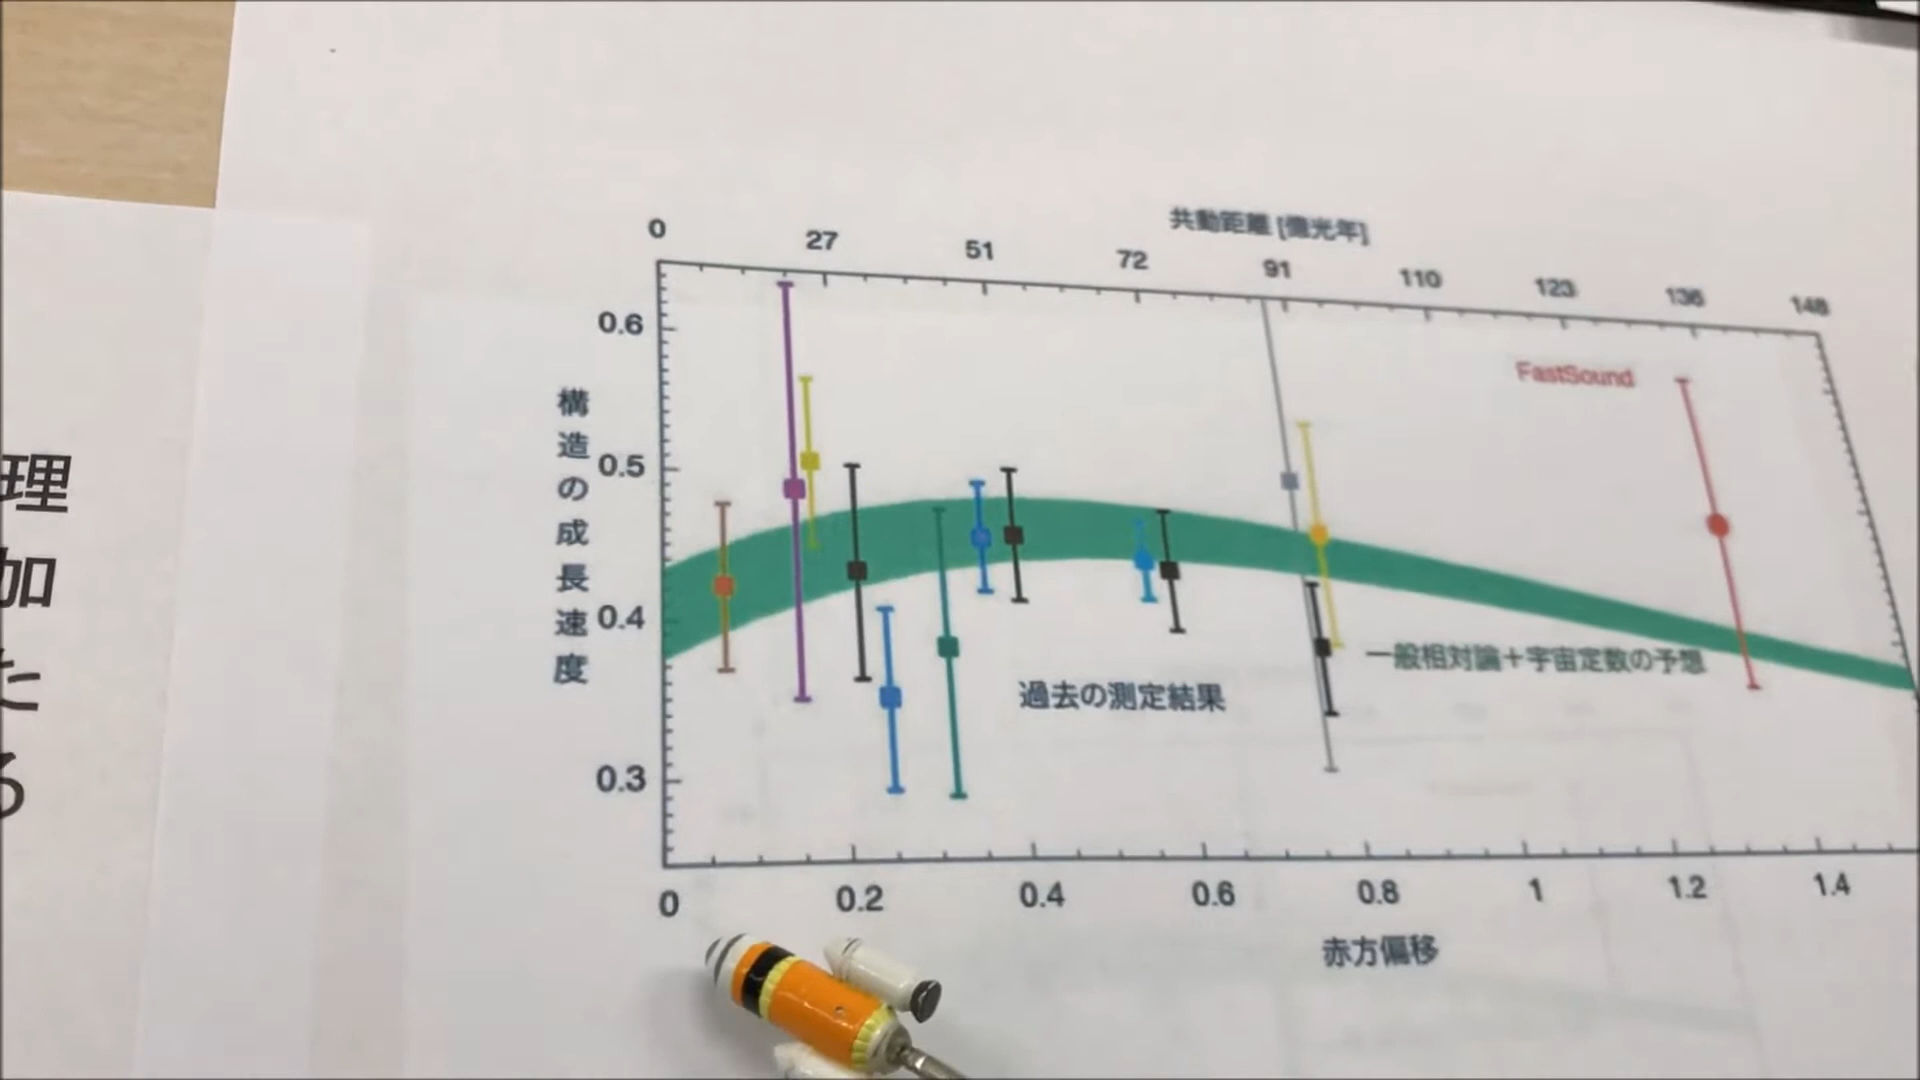 共動距離 [億光年]
0 27 51 72 91 110 123 136 148
0.6
0.5
0.4
0.3
構造の成長速度
FastSound
一般相対論＋宇宙定数の予想
過去の測定結果
0 0.2 0.4 0.6 0.8 1 1.2 1.4
赤方偏移
理
加
た
る